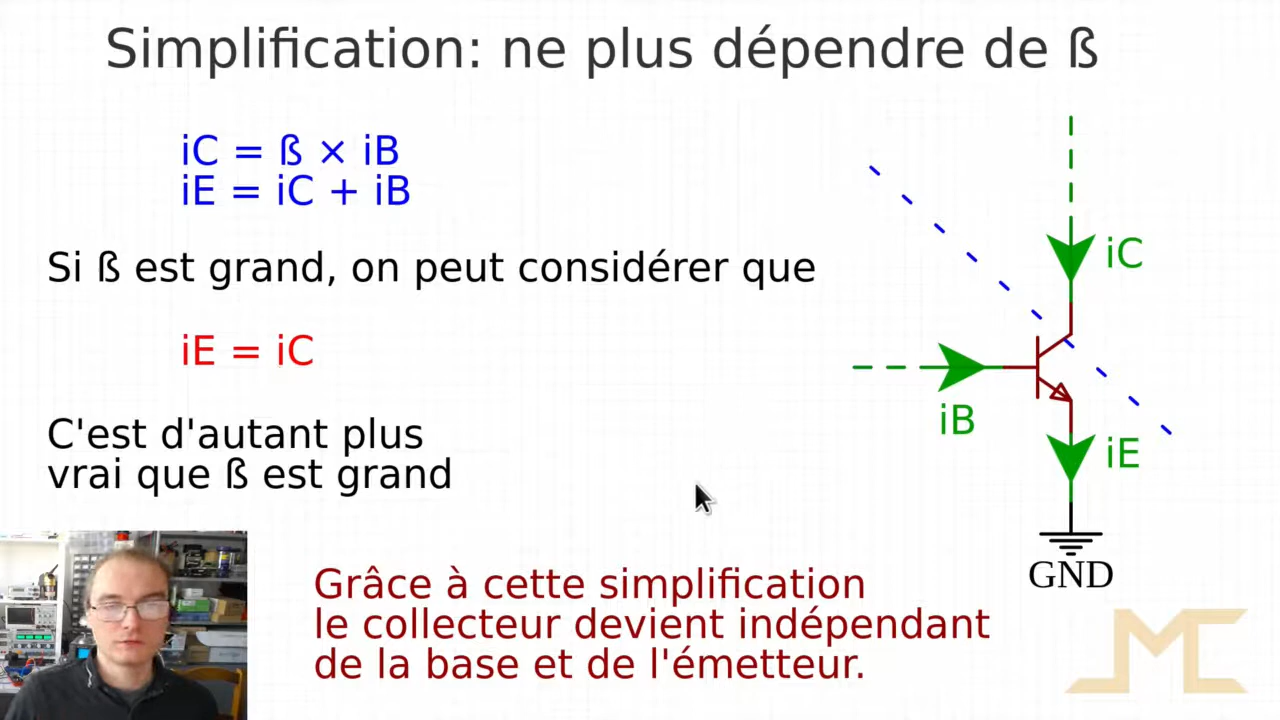 Simplification: ne plus dépendre de ß
iC = ß × iB
iE = iC + iB
Si ß est grand, on peut considérer que
iE = iC
C'est d'autant plus
vrai que ß est grand
iC
iB
iE
GND
Grâce à cette simplification
le collecteur devient indépendant
de la base et de l'émetteur.
MC